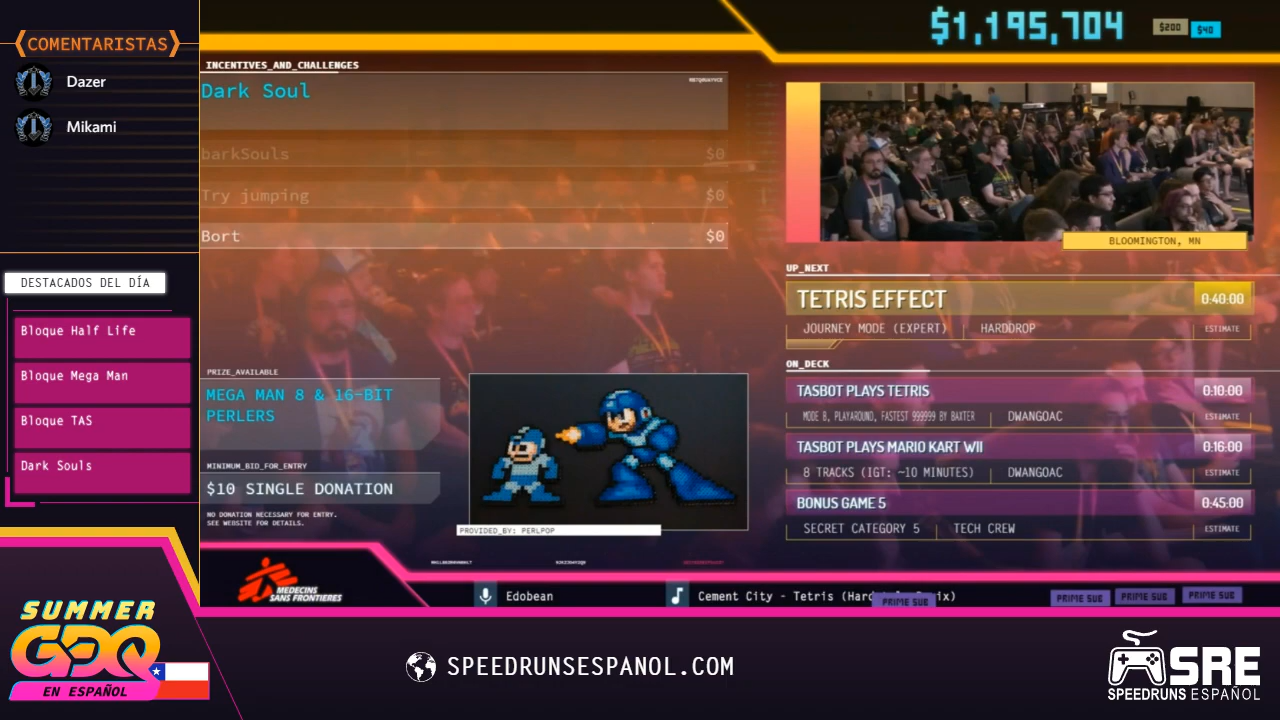 COMENTARISTAS
Dazer
Mikami
DESTACADOS DEL DÍA
Bloque Half Life
Bloque Mega Man
Bloque TAS
Dark Souls
SUMMER
GDQ
EN ESPAÑOL
$1,195,704
$200
$40
INCENTIVES_AND_CHALLENGES
Dark Soul
barkSouls $0
Try jumping $0
Bort $0
PRIZE_AVAILABLE
MEGA MAN 8 & 16-BIT
PERLERS
MINIMUM_BID_FOR_ENTRY
$10 SINGLE DONATION
NO DONATION NECESSARY FOR ENTRY.
SEE WEBSITE FOR DETAILS.
PROVIDED_BY: PERLPOP
BLOOMINGTON, MN
UP_NEXT
TETRIS EFFECT 0:40:00
JOURNEY MODE (EXPERT) HARDDROP ESTIMATE
ON_DECK
TASBOT PLAYS TETRIS 0:10:00
MODE B, PLAYAROUND, FASTEST 999999 BY BAXTER DWANGOAC ESTIMATE
TASBOT PLAYS MARIO KART WII 0:16:00
8 TRACKS (IGT: ~10 MINUTES) DWANGOAC ESTIMATE
BONUS GAME 5 0:45:00
SECRET CATEGORY 5 TECH CREW ESTIMATE
MEDECINS
SANS FRONTIERES
Edobean
Cement City - Tetris
PRIME SUB
PRIME SUB
PRIME SUB
PRIME SUB
SPEEDRUNSESPANOL.COM
SRE
SPEEDRUNS ESPAÑOL